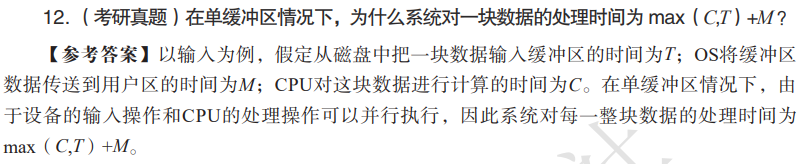 12.（考研真题）在单缓冲区情况下，为什么系统对一块数据的处理时间为 max（C,T）+M？
【参考答案】以输入为例，假定从磁盘中把一块数据输入缓冲区的时间为T；OS将缓冲区
数据传送到用户区的时间为M；CPU对这块数据进行计算的时间为C。在单缓冲区情况下，由
于设备的输入操作和CPU的处理操作可以并行执行，因此系统对每一整块数据的处理时间为
max（C,T）+M。